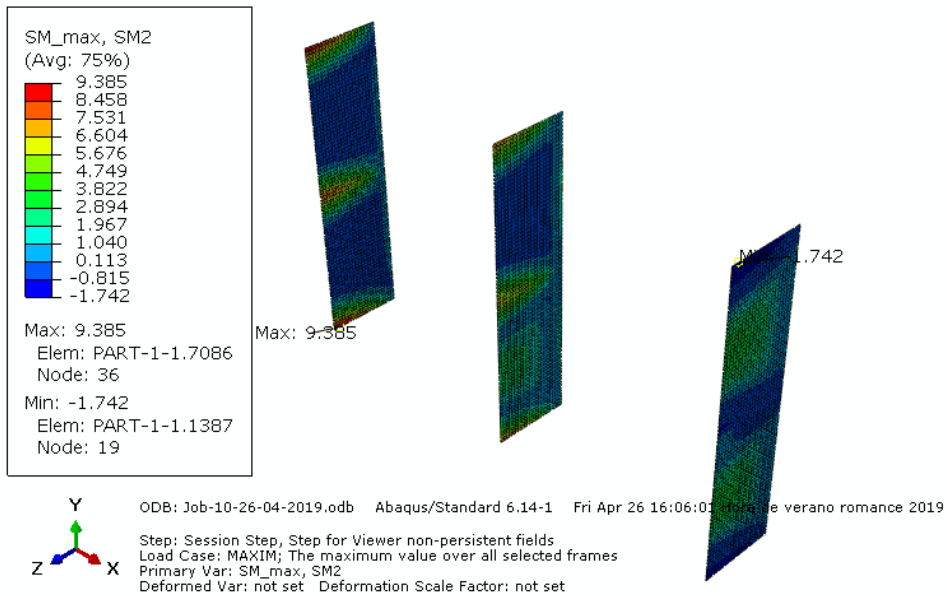 SM_max, SM2
(Avg: 75%)
9.385
8.458
7.531
6.604
5.676
4.749
3.822
2.894
1.967
1.040
0.113
-0.815
-1.742
Max: 9.385
Elem: PART-1-1.7086
Node: 36
Min: -1.742
Elem: PART-1-1.1387
Node: 19
Max: 9.385
Min: -1.742
Y
Z
X
ODB: Job-10-26-04-2019.odb Abaqus/Standard 6.14-1 Fri Apr 26 16:06:01 Hora de verano romance 2019
Step: Session Step, Step for Viewer non-persistent fields
Load Case: MAXIM; The maximum value over all selected frames
Primary Var: SM_max, SM2
Deformed Var: not set Deformation Scale Factor: not set